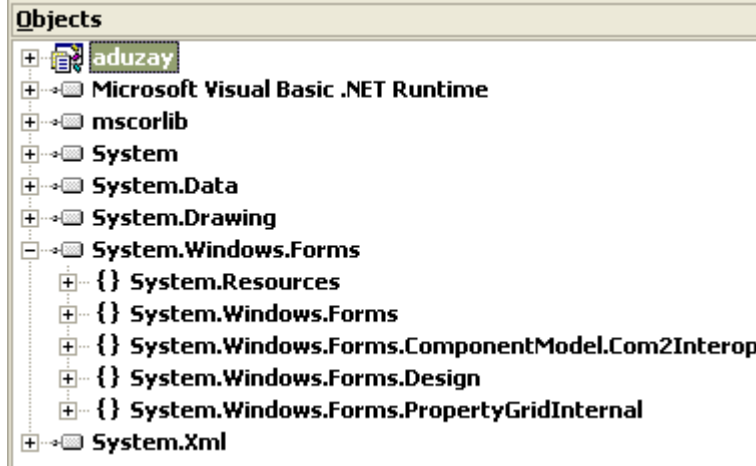 Objects
aduzay
Microsoft Visual Basic .NET Runtime
mscorlib
System
System.Data
System.Drawing
System.Windows.Forms
{} System.Resources
{} System.Windows.Forms
{} System.Windows.Forms.ComponentModel.Com2Interop
{} System.Windows.Forms.Design
{} System.Windows.Forms.PropertyGridInternal
System.Xml